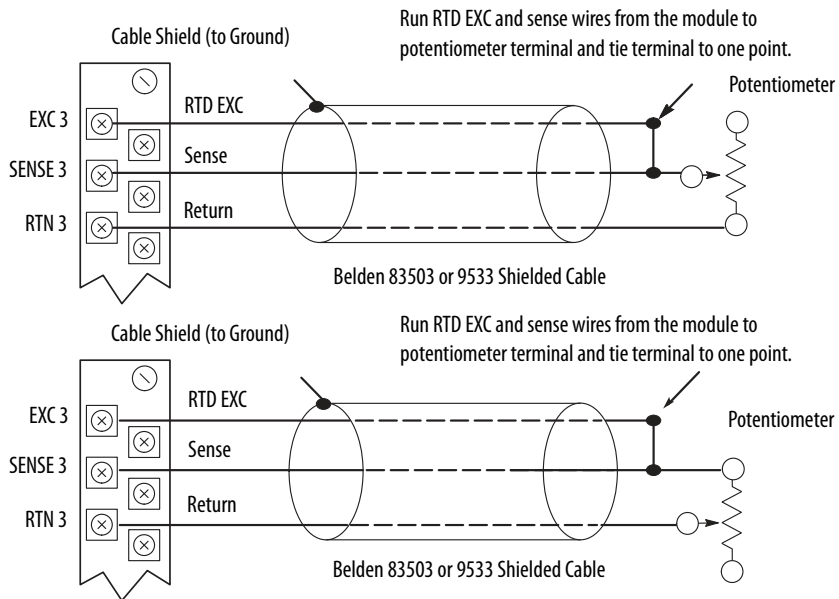 Cable Shield (to Ground)
Run RTD EXC and sense wires from the module to
potentiometer terminal and tie terminal to one point.
Potentiometer
EXC 3
RTD EXC
SENSE 3
Sense
RTN 3
Return
Belden 83503 or 9533 Shielded Cable
Cable Shield (to Ground)
Run RTD EXC and sense wires from the module to
potentiometer terminal and tie terminal to one point.
Potentiometer
EXC 3
RTD EXC
SENSE 3
Sense
RTN 3
Return
Belden 83503 or 9533 Shielded Cable